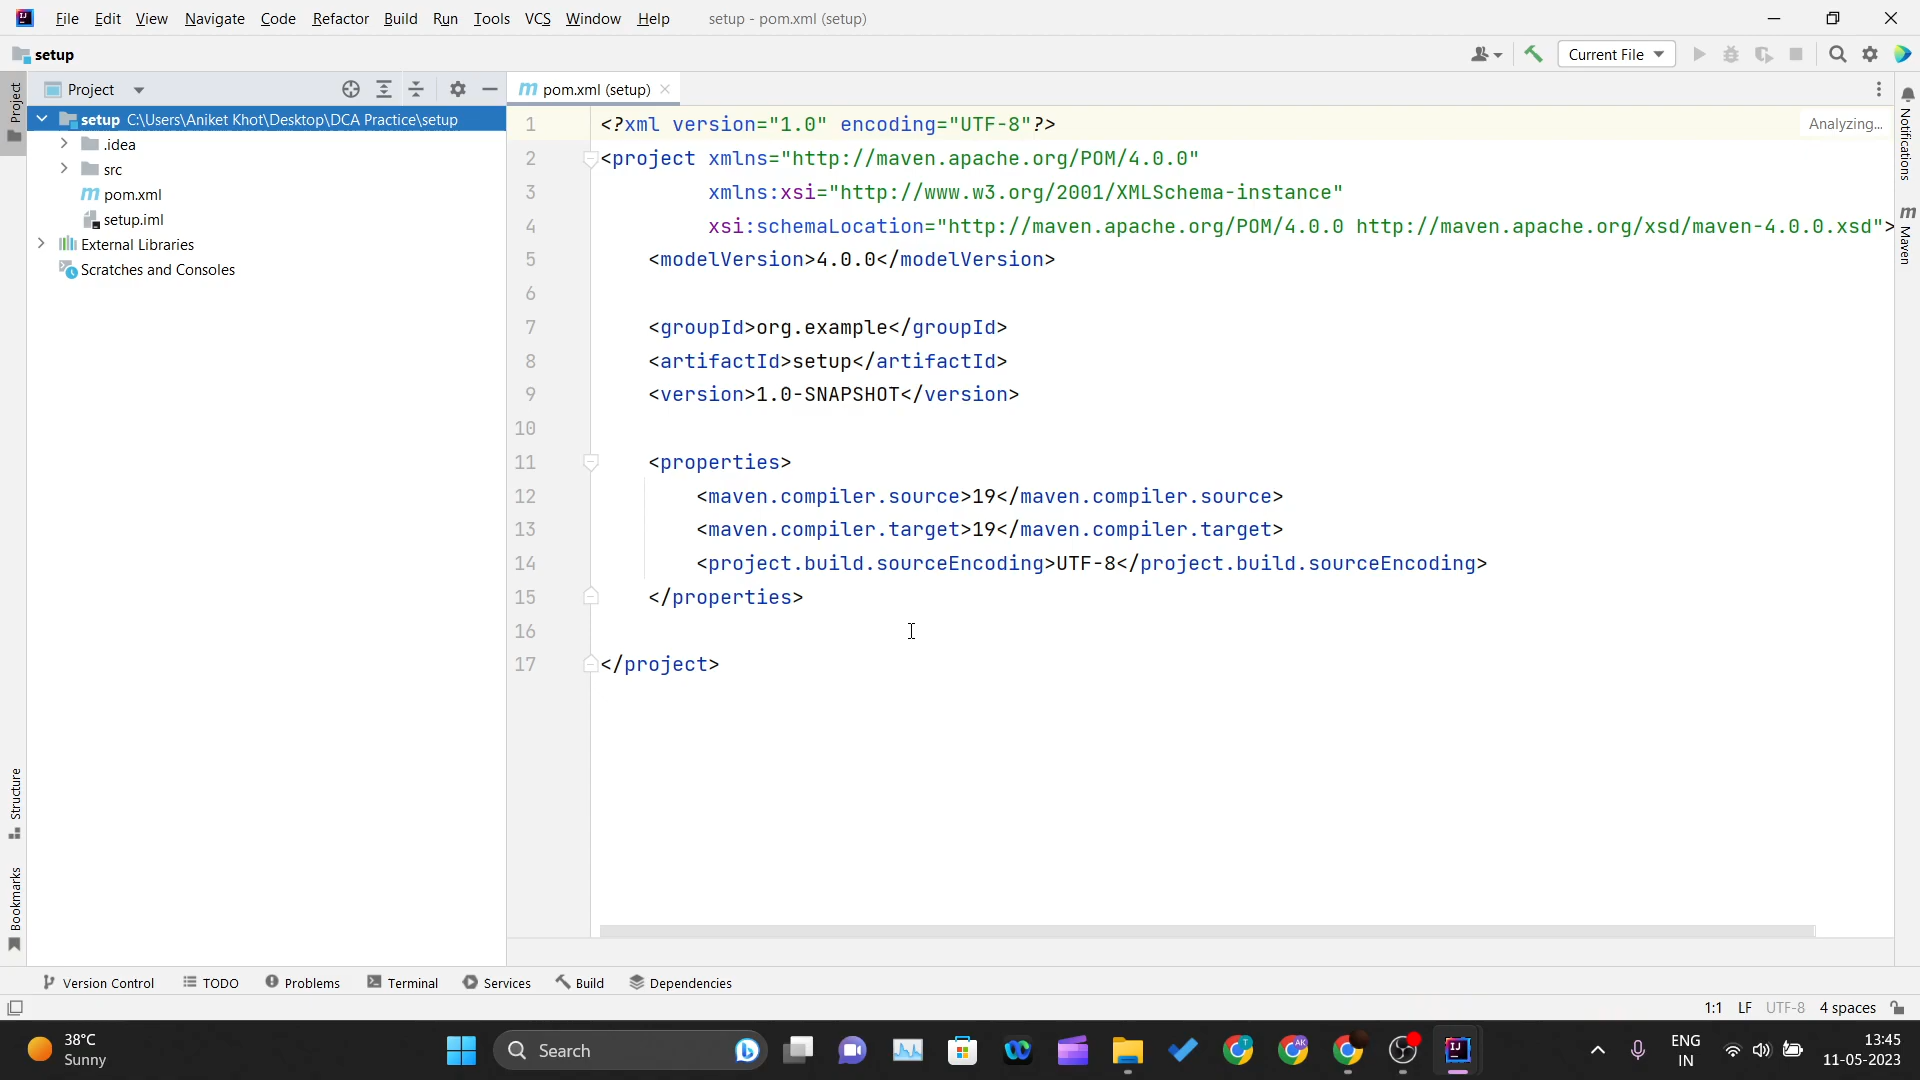 File Edit View Navigate Code Refactor Build Run Tools VCS Window Help setup - pom.xml (setup)
setup
Current File
Project
pom.xml (setup)
setup C:\Users\Aniket Khot\Desktop\DCA Practice\setup
.idea
src
pom.xml
setup.iml
External Libraries
Scratches and Consoles
Project
Structure
Bookmarks
1 <?xml version="1.0" encoding="UTF-8"?>
2 <project xmlns="http://maven.apache.org/POM/4.0.0"
3 xmlns:xsi="http://www.w3.org/2001/XMLSchema-instance"
4 xsi:schemaLocation="http://maven.apache.org/POM/4.0.0 http://maven.apache.org/xsd/maven-4.0.0.xsd">
5 <modelVersion>4.0.0</modelVersion>
6
7 <groupId>org.example</groupId>
8 <artifactId>setup</artifactId>
9 <version>1.0-SNAPSHOT</version>
10
11 <properties>
12 <maven.compiler.source>19</maven.compiler.source>
13 <maven.compiler.target>19</maven.compiler.target>
14 <project.build.sourceEncoding>UTF-8</project.build.sourceEncoding>
15 </properties>
16
17 </project>
Analyzing...
Notifications
m Maven
Version Control TODO Problems Terminal Services Build Dependencies
1:1 LF UTF-8 4 spaces
38°C
Sunny
Search
ENG
IN
13:45
11-05-2023